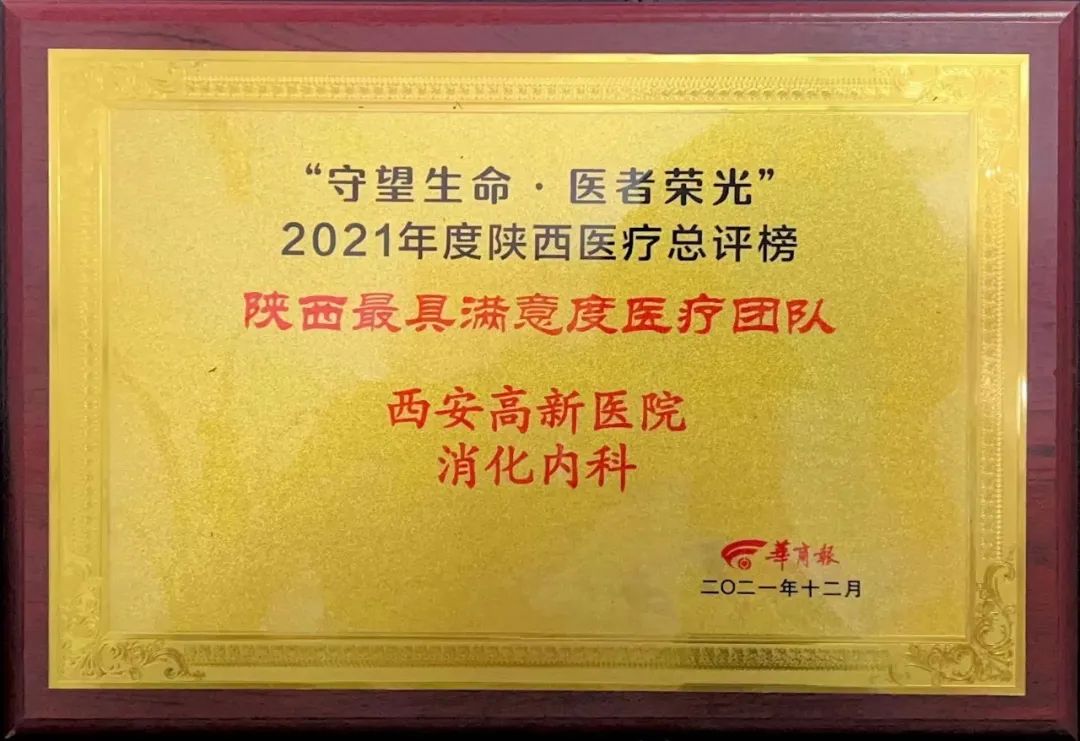 “守望生命·医者荣光”
2021年度陕西医疗总评榜
陕西最具满意度医疗团队
西安高新医院
消化内科
華商報
二〇二一年十二月